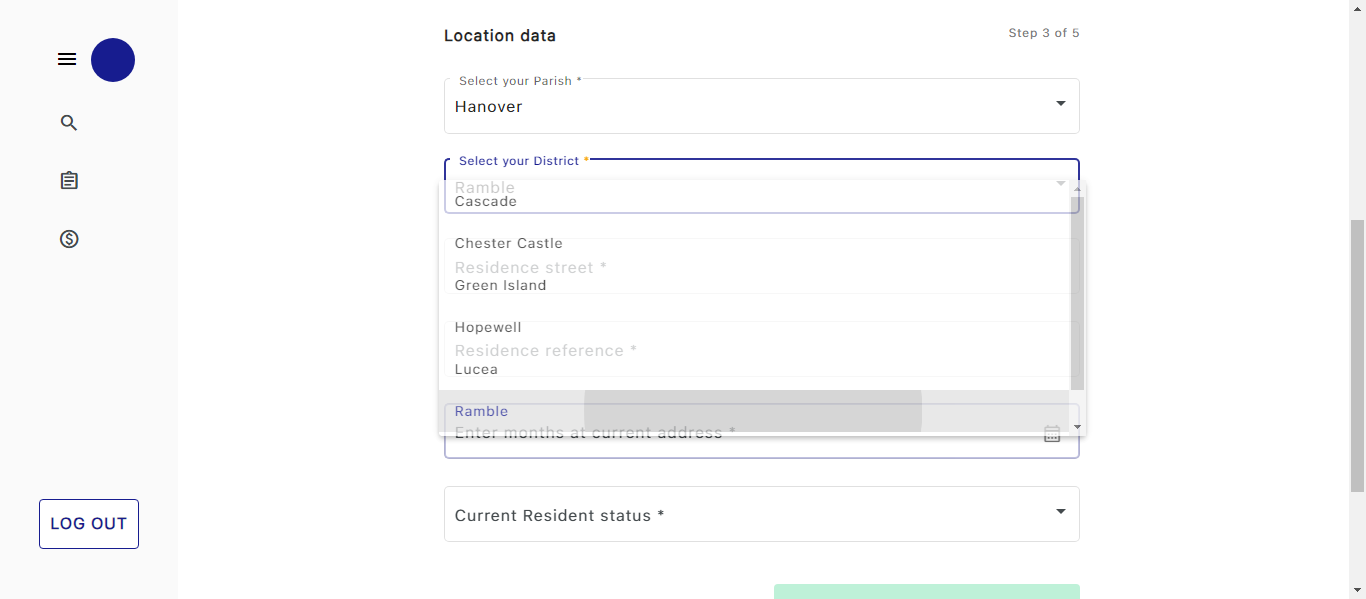 Location data
Step 3 of 5
Select your Parish *
Hanover
Select your District *
Ramble
Cascade
Chester Castle
Residence street *
Green Island
Hopewell
Residence reference *
Lucea
Ramble
Enter months at current address *
Current Resident status *
LOG OUT